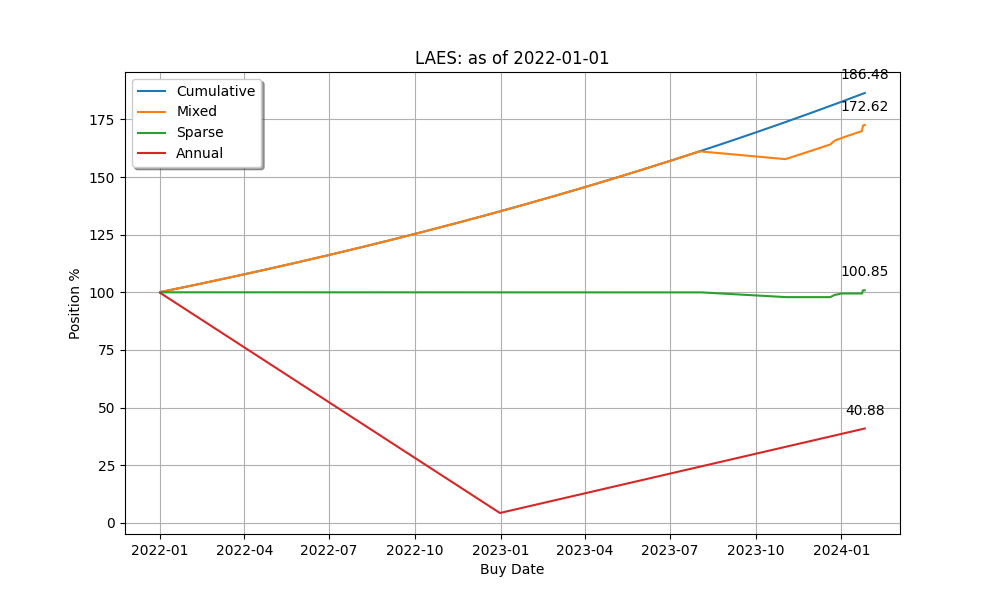 LAES: as of 2022-01-01
186.48
172.62
100.85
40.88
Cumulative
Mixed
Sparse
Annual
Position %
175
150
125
100
75
50
25
0
2022-01 2022-04 2022-07 2022-10 2023-01 2023-04 2023-07 2023-10 2024-01
Buy Date